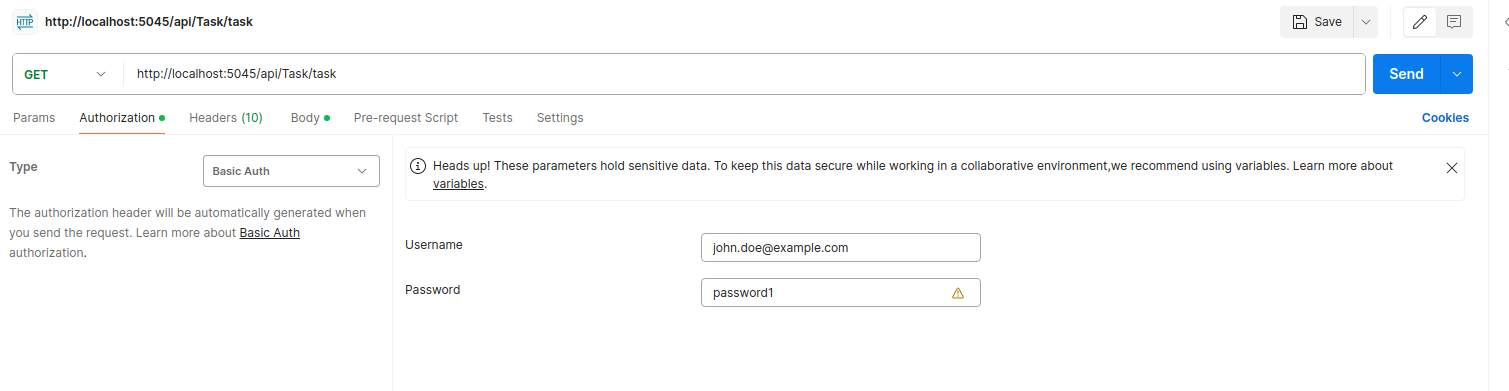 HTTP http://localhost:5045/api/Task/task Save
GET http://localhost:5045/api/Task/task Send
Params Authorization Headers (10) Body Pre-request Script Tests Settings Cookies
Type Basic Auth
The authorization header will be automatically generated when
you send the request. Learn more about Basic Auth
authorization.
Heads up! These parameters hold sensitive data. To keep this data secure while working in a collaborative environment,we recommend using variables. Learn more about
variables.
Username john.doe@example.com
Password password1